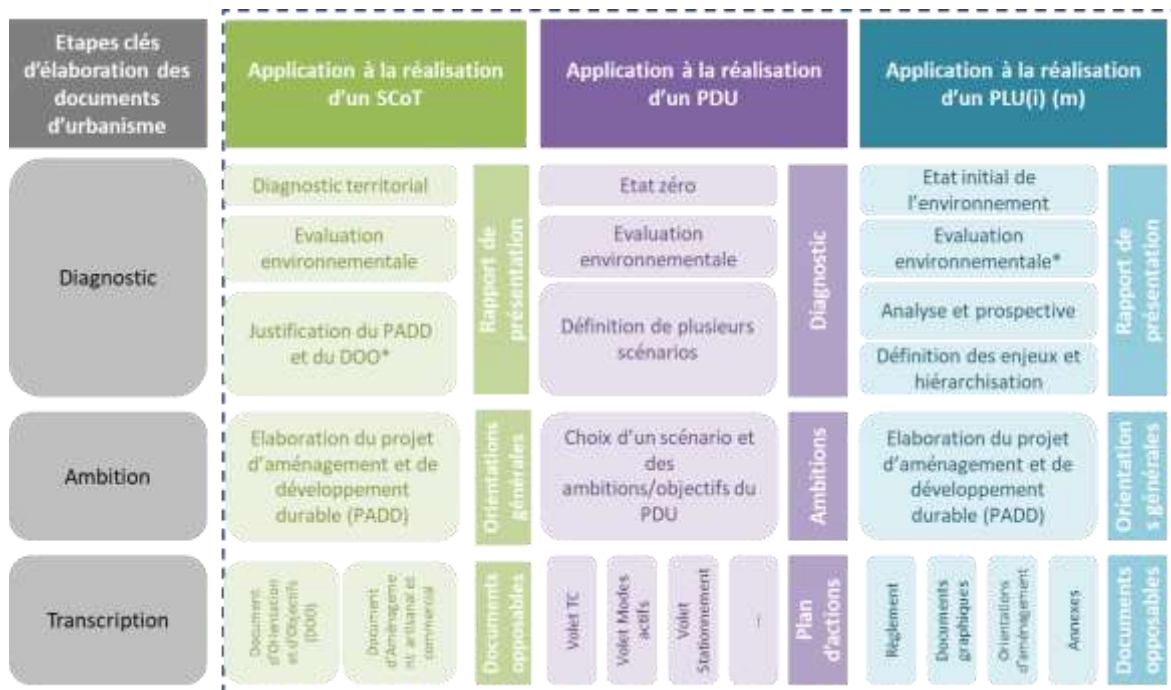 Etapes clés
d'élaboration des
documents
d'urbanisme
Application à la réalisation
d'un SCoT
Application à la réalisation
d'un PDU
Application à la réalisation
d'un PLU(i) (m)
Diagnostic
Diagnostic territorial
Evaluation
environnementale
Justification du PADD
et du DOO*
Rapport de
présentation
Etat zéro
Evaluation
environnementale
Définition de plusieurs
scénarios
Diagnostic
Etat initial de
l'environnement
Evaluation
environnementale*
Analyse et prospective
Définition des enjeux et
hiérarchisation
Rapport de
présentation
Ambition
Elaboration du projet
d'aménagement et de
développement
durable (PADD)
Orientations
générales
Choix d'un scénario et
des
ambitions/objectifs du
PDU
Ambitions
Elaboration du projet
d'aménagement et de
développement
durable (PADD)
Orientation
s générales
Transcription
Document
d'Orientation
et d'Objectifs
(DOO)
Document
d'Aménageme
nt artisanal et
commercial
Documents
opposables
Volet TC
Volet Modes
actifs
Volet
Stationnement
Plan
d'actions
Règlement
Documents
graphiques
Orientations
d'aménagement
Annexes
Documents
opposables